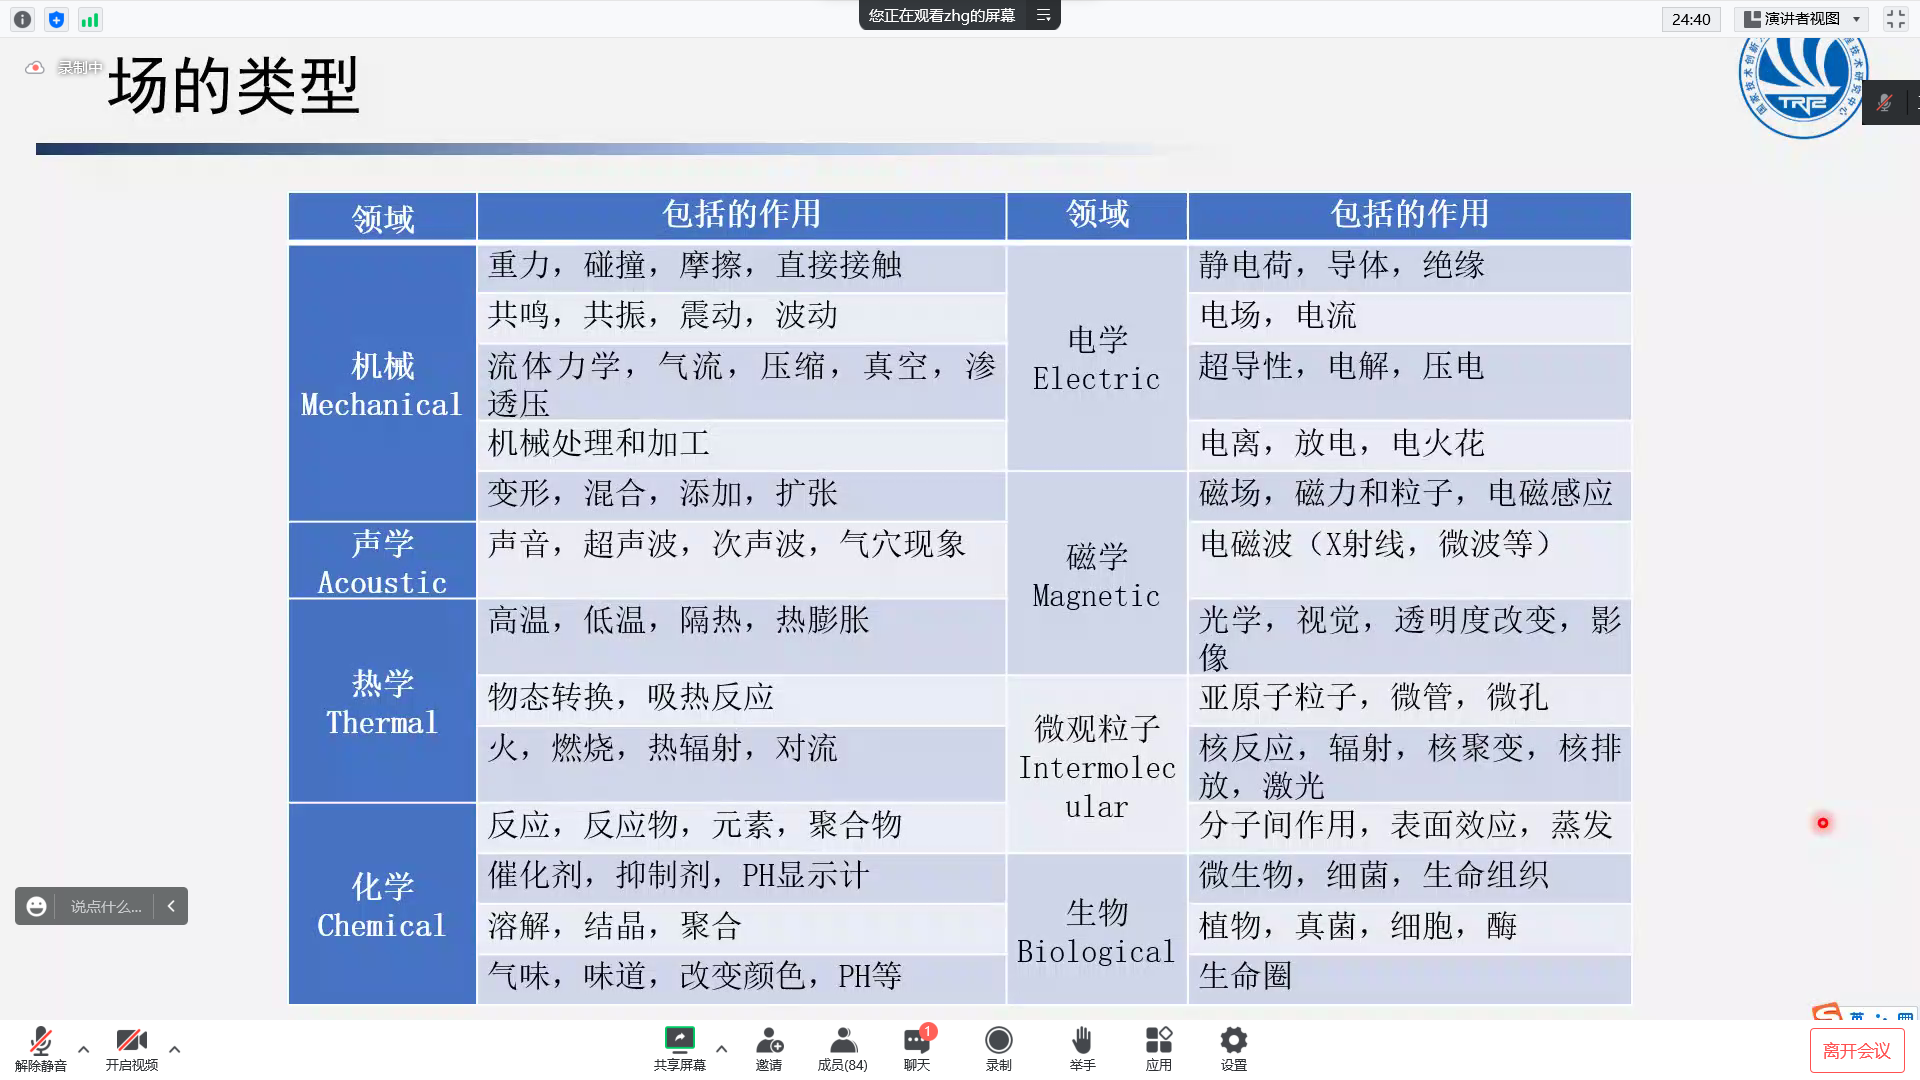 您正在观看zhg的屏幕
24:40
演讲者视图
录制中
场的类型
TRIZ
领域
包括的作用
领域
包括的作用
机械
Mechanical
重力，碰撞，摩擦，直接接触
共鸣，共振，震动，波动
流体力学，气流，压缩，真空，渗
透压
机械处理和加工
变形，混合，添加，扩张
声学
Acoustic
声音，超声波，次声波，气穴现象
热学
Thermal
高温，低温，隔热，热膨胀
物态转换，吸热反应
火，燃烧，热辐射，对流
化学
Chemical
反应，反应物，元素，聚合物
催化剂，抑制剂，PH显示计
溶解，结晶，聚合
气味，味道，改变颜色，PH等
电学
Electric
静电荷，导体，绝缘
电场，电流
超导性，电解，压电
电离，放电，电火花
磁学
Magnetic
磁场，磁力和粒子，电磁感应
电磁波（X射线，微波等）
光学，视觉，透明度改变，影
像
微观粒子
Intermolec
ular
亚原子粒子，微管，微孔
核反应，辐射，核聚变，核排
放，激光
分子间作用，表面效应，蒸发
生物
Biological
微生物，细菌，生命组织
植物，真菌，细胞，酶
生命圈
说点什么...
英
解除静音
开启视频
共享屏幕
邀请
成员(84)
聊天
1
录制
举手
应用
设置
离开会议